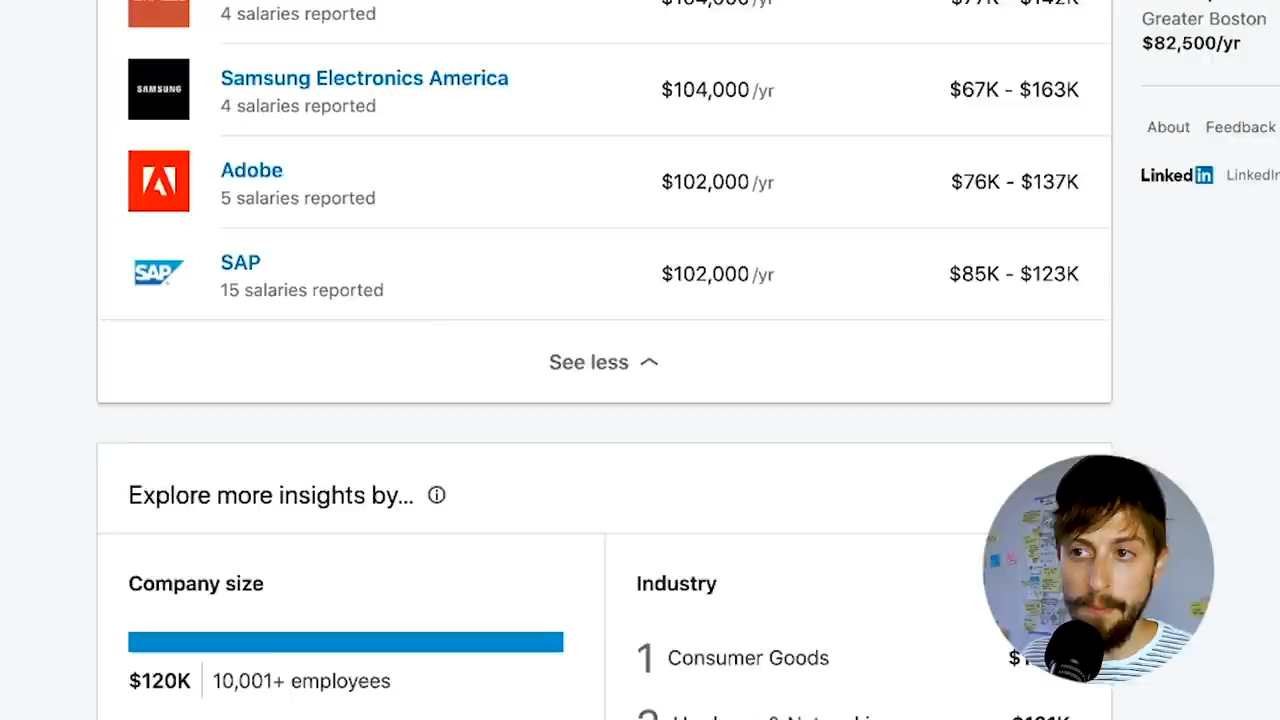 4 salaries reported
Greater Boston
$82,500/yr
SAMSUNG
Samsung Electronics America
4 salaries reported
$104,000 /yr
$67K - $163K
About Feedback
Adobe
5 salaries reported
$102,000 /yr
$76K - $137K
Linked in
SAP
SAP
15 salaries reported
$102,000 /yr
$85K - $123K
See less
Explore more insights by...
Company size
Industry
1 Consumer Goods
$120K 10,001+ employees